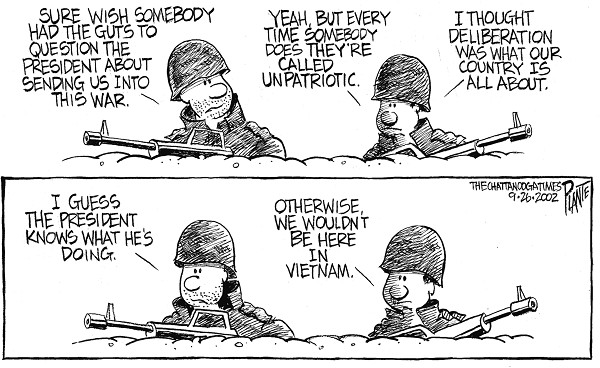 SURE WISH SOMEBODY
HAD THE GUTS TO
QUESTION THE
PRESIDENT ABOUT
SENDING US INTO
THIS WAR.
YEAH, BUT EVERY
TIME SOMEBODY
DOES THEY'RE
CALLED
UNPATRIOTIC.
I THOUGHT
DELIBERATION
WAS WHAT OUR
COUNTRY IS
ALL ABOUT.
THE CHATTANOOGA TIMES
9.26.2002
PLANTE
I GUESS
THE PRESIDENT
KNOWS WHAT HE'S
DOING.
OTHERWISE,
WE WOULDN'T
BE HERE
IN
VIETNAM.